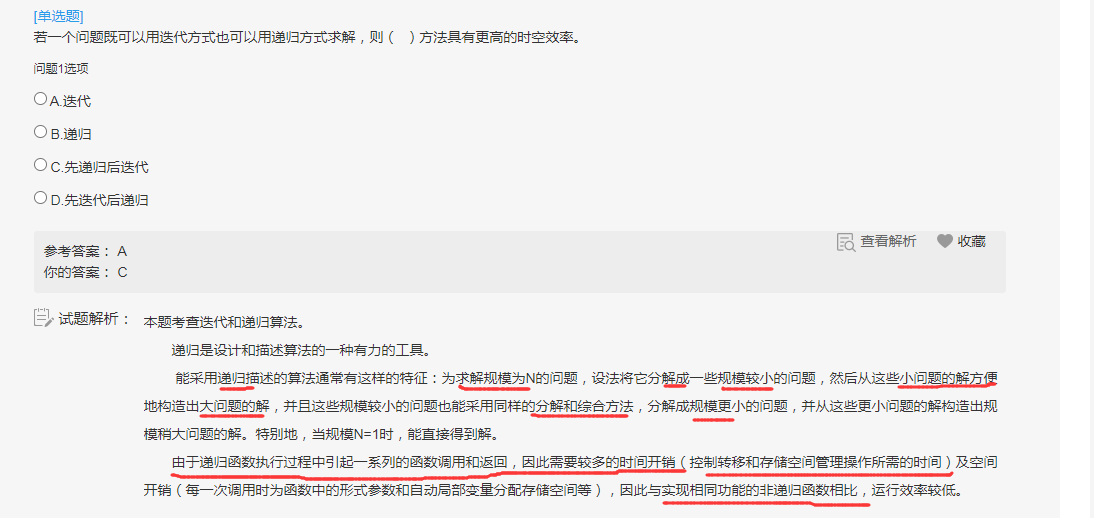 [单选题]
若一个问题既可以用迭代方式也可以用递归方式求解，则（ ）方法具有更高的时空效率。
问题1选项
A.迭代
B.递归
C.先递归后迭代
D.先迭代后递归
查看解析 收藏
参考答案： A
你的答案： C
试题解析： 本题考查迭代和递归算法。
递归是设计和描述算法的一种有力的工具。
能采用递归描述的算法通常有这样的特征：为求解规模为N的问题，设法将它分解成一些规模较小的问题，然后从这些小问题的解方便
地构造出大问题的解，并且这些规模较小的问题也能采用同样的分解和综合方法，分解成规模更小的问题，并从这些更小问题的解构造出规
模稍大问题的解。特别地，当规模N=1时，能直接得到解。
由于递归函数执行过程中引起一系列的函数调用和返回，因此需要较多的时间开销（控制转移和存储空间管理操作所需的时间）及空间
开销（每一次调用时为函数中的形式参数和自动局部变量分配存储空间等），因此与实现相同功能的非递归函数相比，运行效率较低。